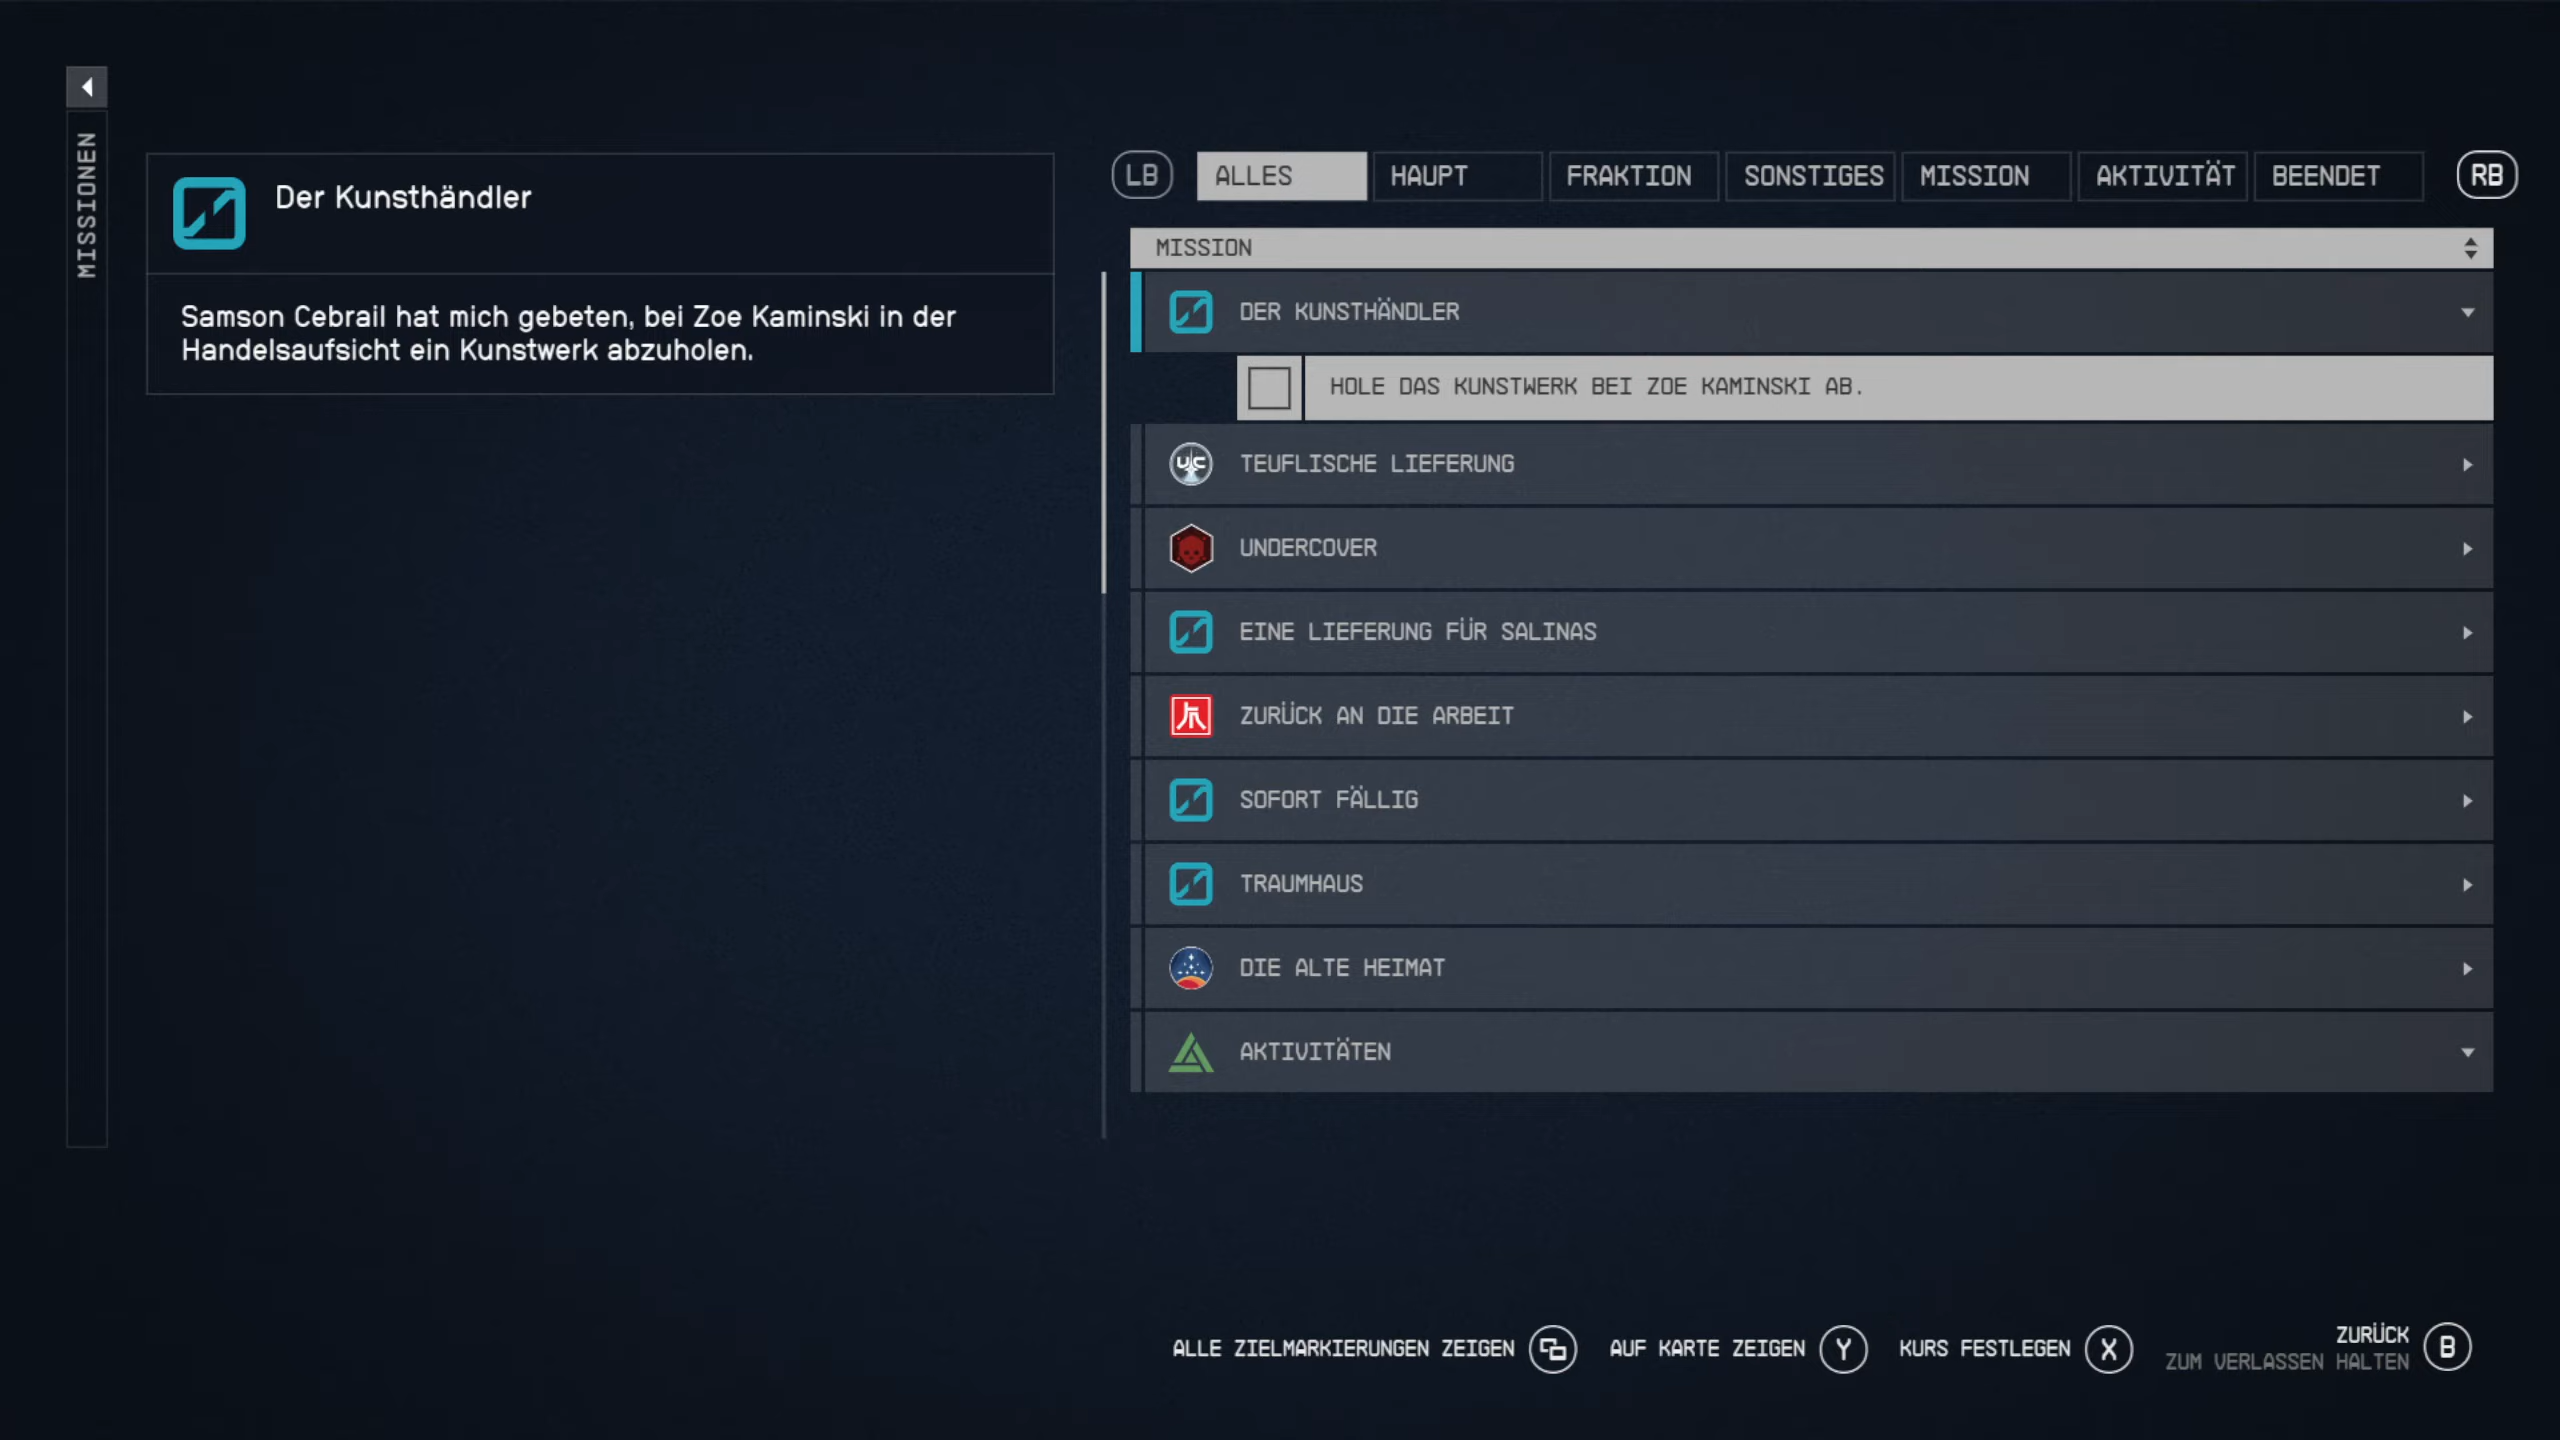 MISSIONEN
Der Kunsthändler
Samson Cebrail hat mich gebeten, bei Zoe Kaminski in der
Handelsaufsicht ein Kunstwerk abzuholen.
LB ALLES HAUPT FRAKTION SONSTIGES MISSION AKTIVITÄT BEENDET RB
MISSION
DER KUNSTHÄNDLER
HOLE DAS KUNSTWERK BEI ZOE KAMINSKI AB.
UC TEUFLISCHE LIEFERUNG
UNDERCOVER
EINE LIEFERUNG FÜR SALINAS
ZURÜCK AN DIE ARBEIT
SOFORT FÄLLIG
TRAUMHAUS
DIE ALTE HEIMAT
AKTIVITÄTEN
ALLE ZIELMARKIERUNGEN ZEIGEN AUF KARTE ZEIGEN Y KURS FESTLEGEN X ZURÜCK B
ZUM VERLASSEN HALTEN